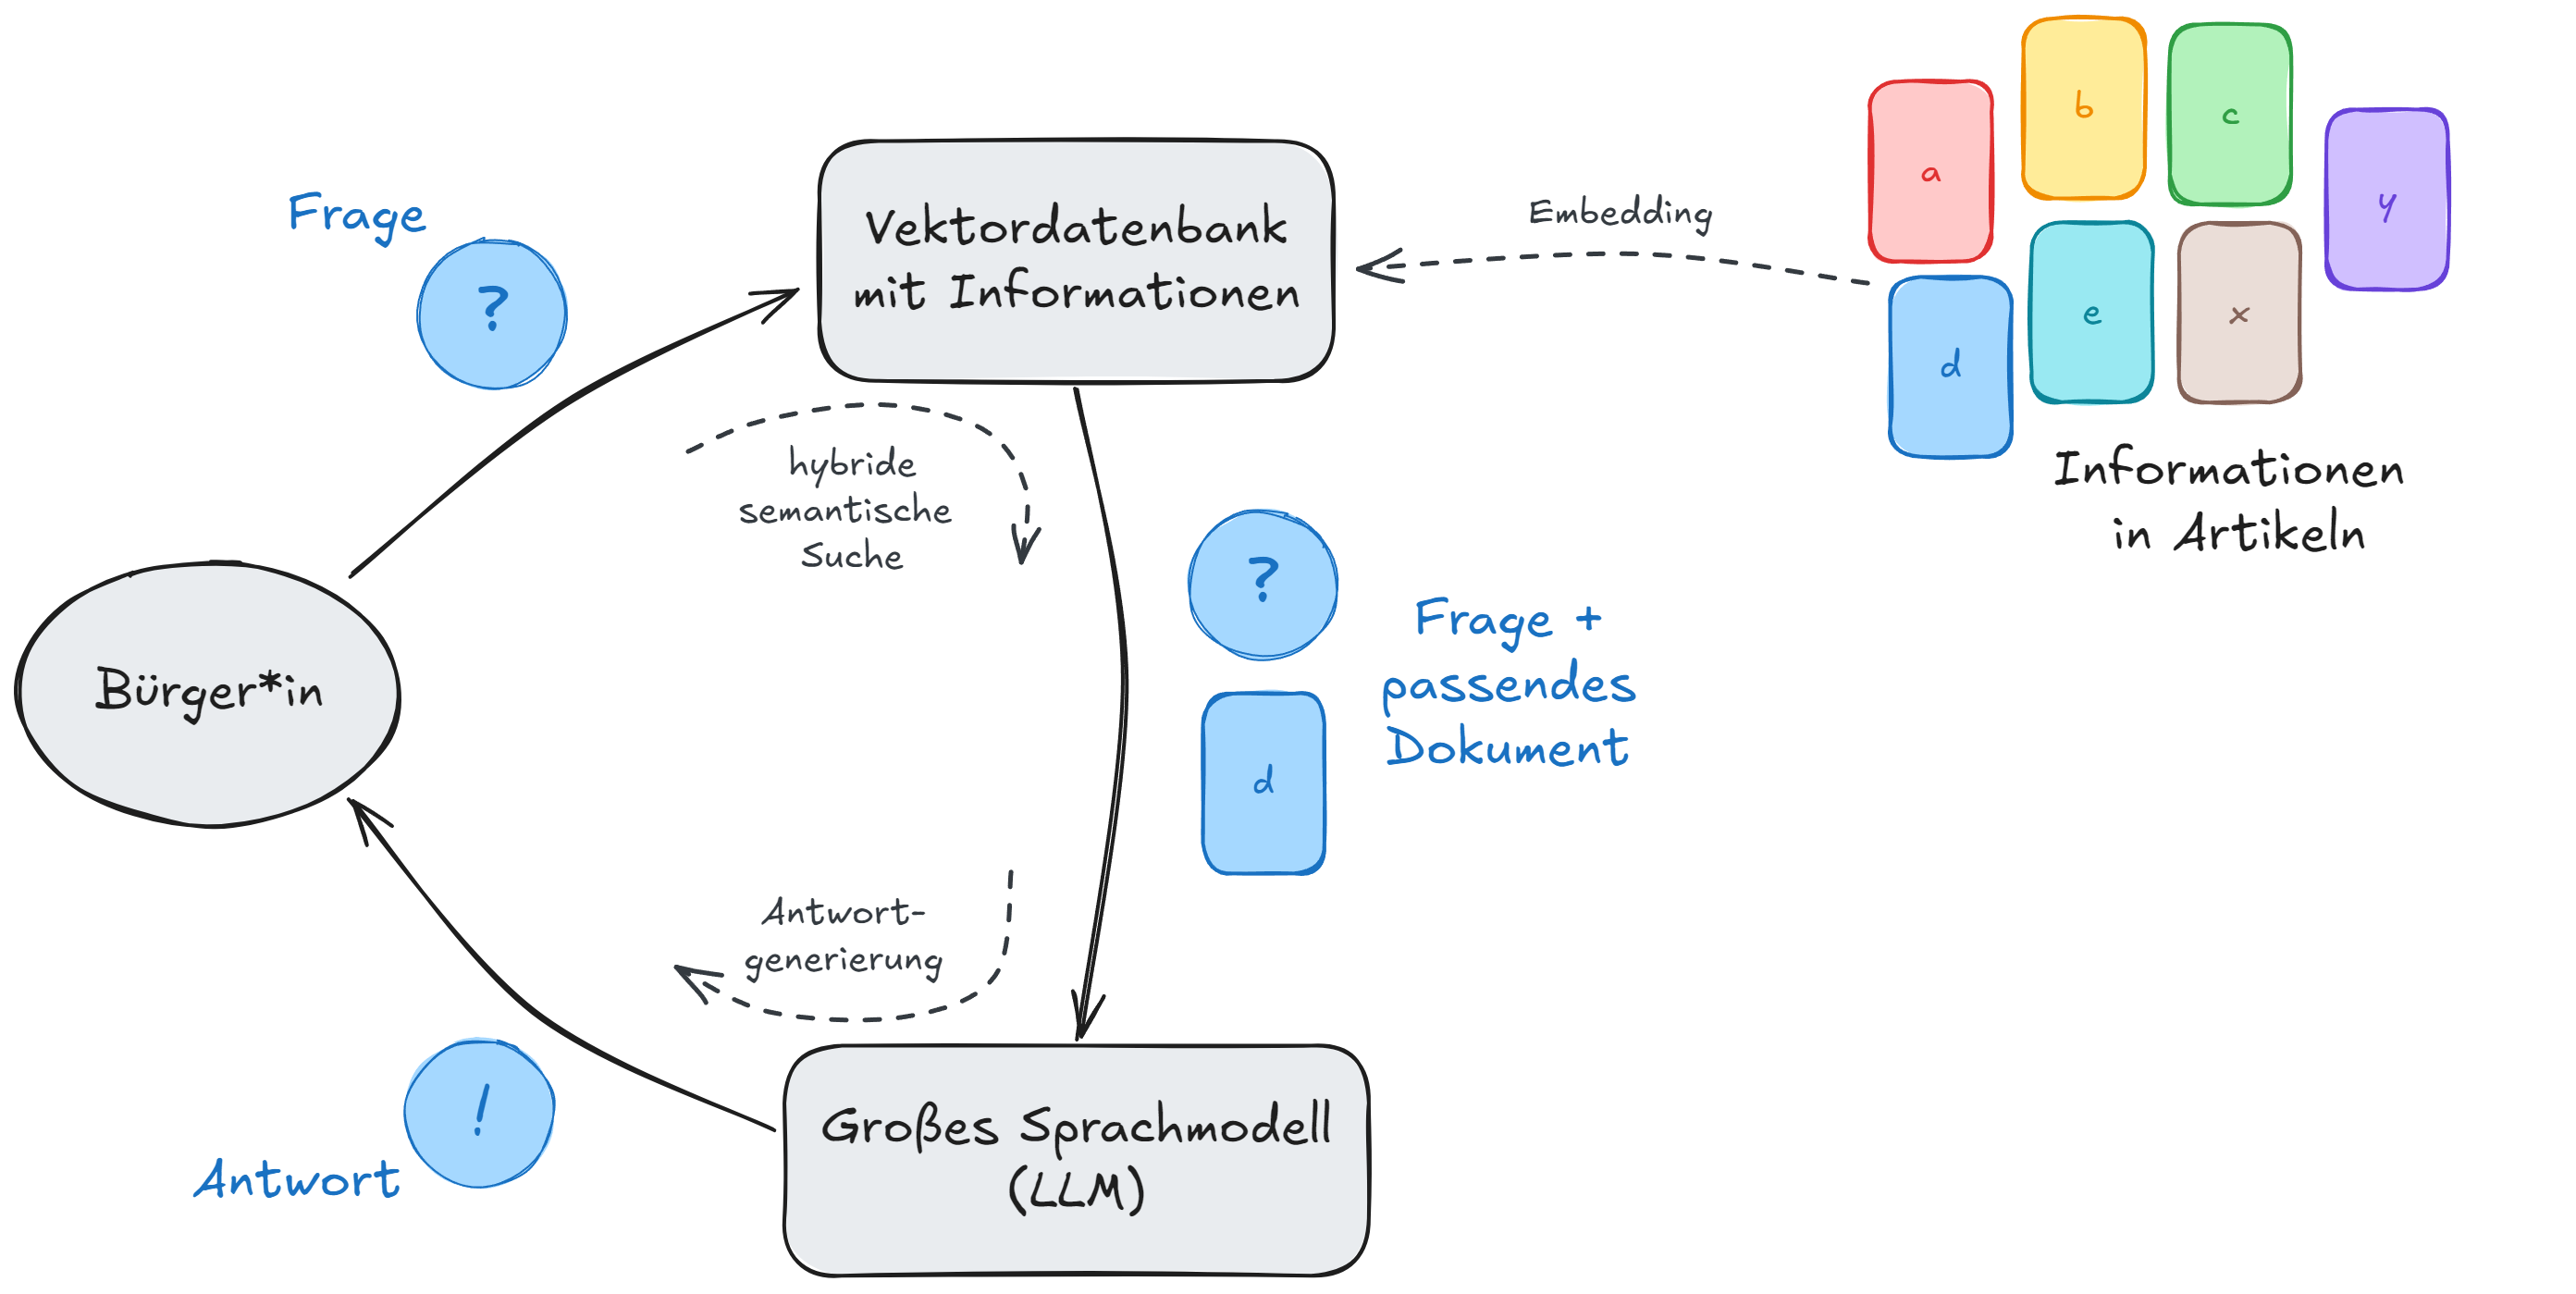 Frage
?
Vektordatenbank
mit Informationen
Embedding
a
b
c
y
d
e
x
Informationen
in Artikeln
hybride
semantische
Suche
?
d
Frage +
passendes
Dokument
Bürger*in
Antwort-
generierung
!
Antwort
Großes Sprachmodell
(LLM)